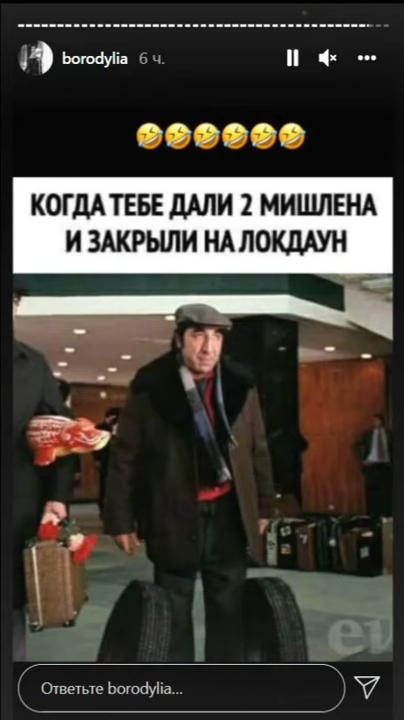 borodylia 6 ч.
КОГДА ТЕБЕ ДАЛИ 2 МИШЛЕНА
И ЗАКРЫЛИ НА ЛОКДАУН
Ответьте borodylia...